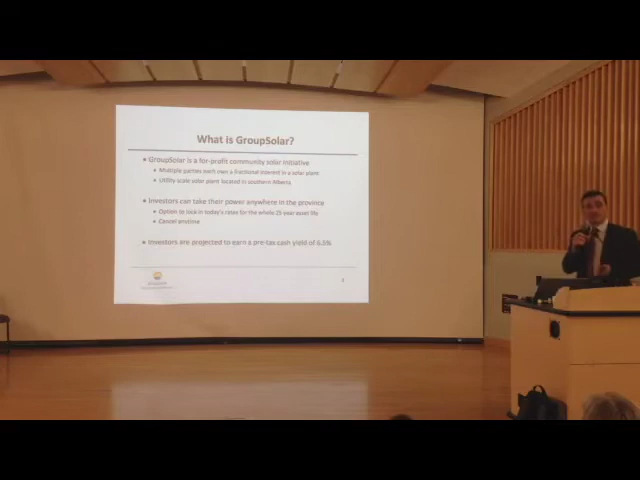 What is GroupSolar?
• GroupSolar is a for-profit community solar initiative
• Multiple parties each own a fractional interest in a solar plant
• Utility scale solar plant located in southern Alberta
• Investors can take their power anywhere in the province
• Option to lock in today's rates for the whole 25 year asset life
• Cancel anytime
• Investors are projected to earn a pre-tax cash yield of 6.5%